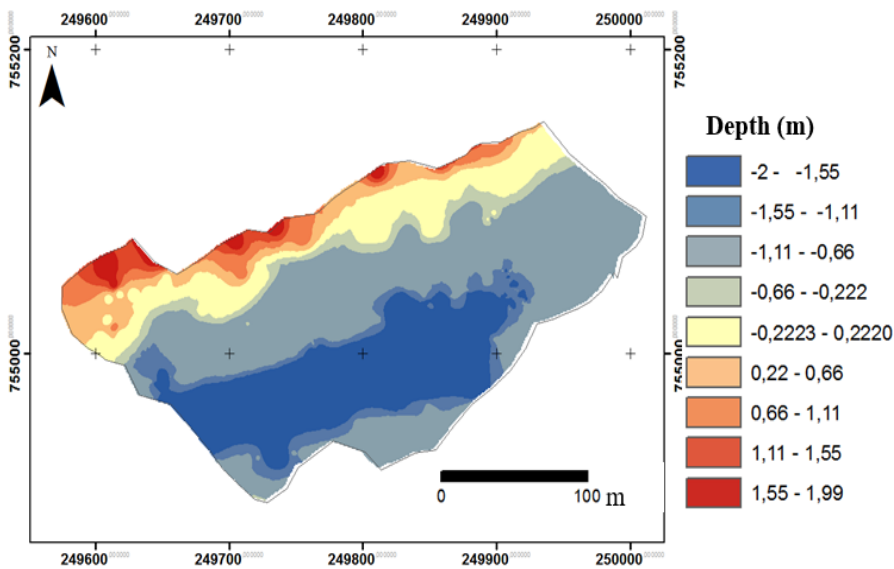 249600 249700 249800 249900 250000
755200
755200
N
Depth (m)
-2 - -1,55
-1,55 - -1,11
-1,11 - -0,66
-0,66 - -0,222
-0,2223 - 0,2220
0,22 - 0,66
0,66 - 1,11
1,11 - 1,55
1,55 - 1,99
755000
755000
0 100 m
249600 249700 249800 249900 250000